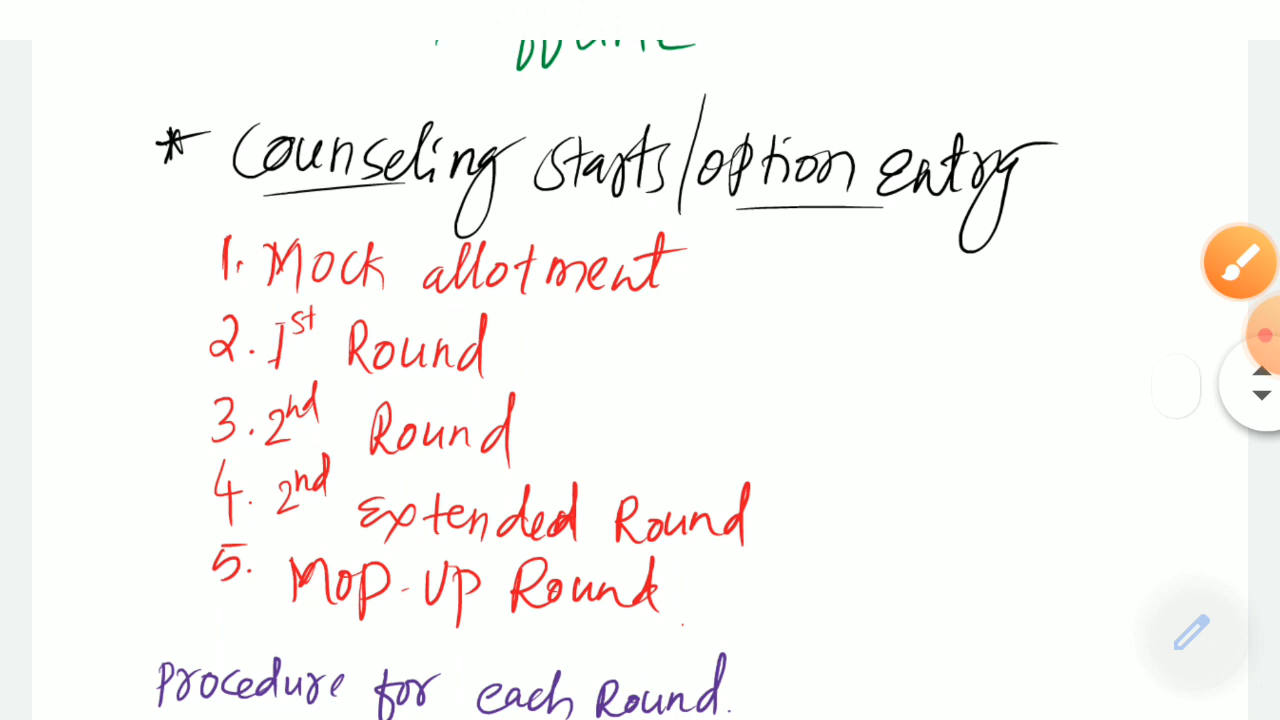 * Counseling starts/option entry
1. Mock allotment
2. 1st Round
3. 2nd Round
4. 2nd Extended Round
5. Mop-up Round
Procedure for each Round.